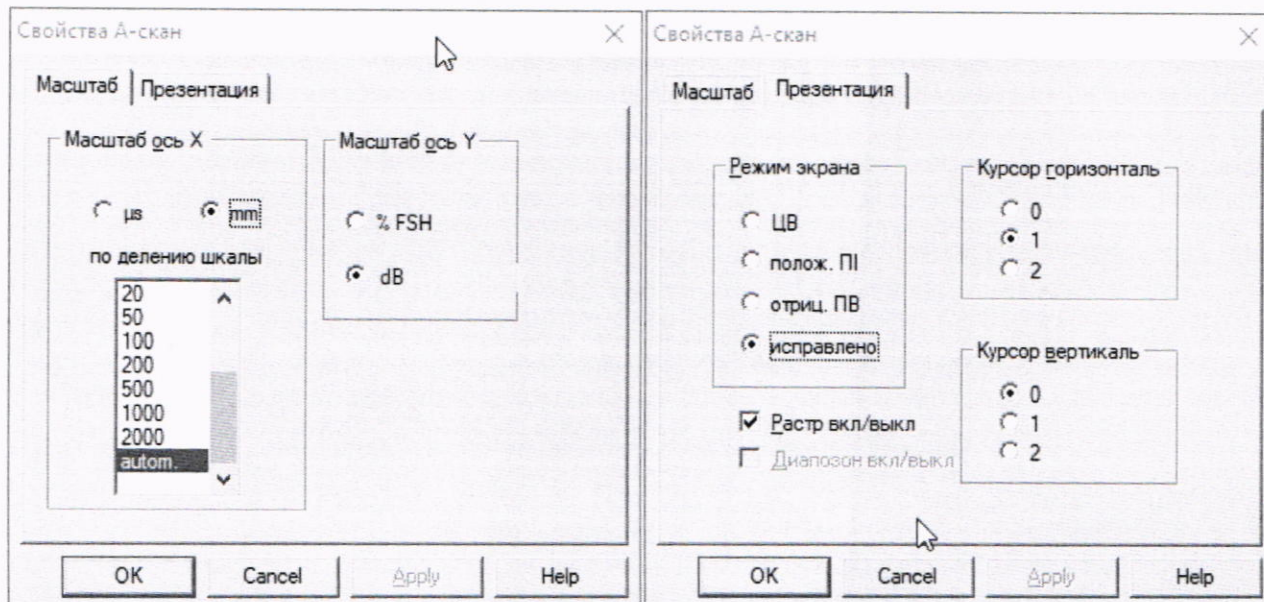 Свойства А-скан
Масштаб
Презентация
Масштаб ось X
µs
mm
по делению шкалы
20
50
100
200
500
1000
2000
autom.
Масштаб ось Y
% FSH
dB
OK
Cancel
Apply
Help
Свойства А-скан
Масштаб
Презентация
Режим экрана
ЦВ
полож. ПІ
отриц. ПВ
исправлено
Растр вкл/выкл
Диапозон вкл/выкл
Курсор горизонталь
0
1
2
Курсор вертикаль
0
1
2
OK
Cancel
Apply
Help